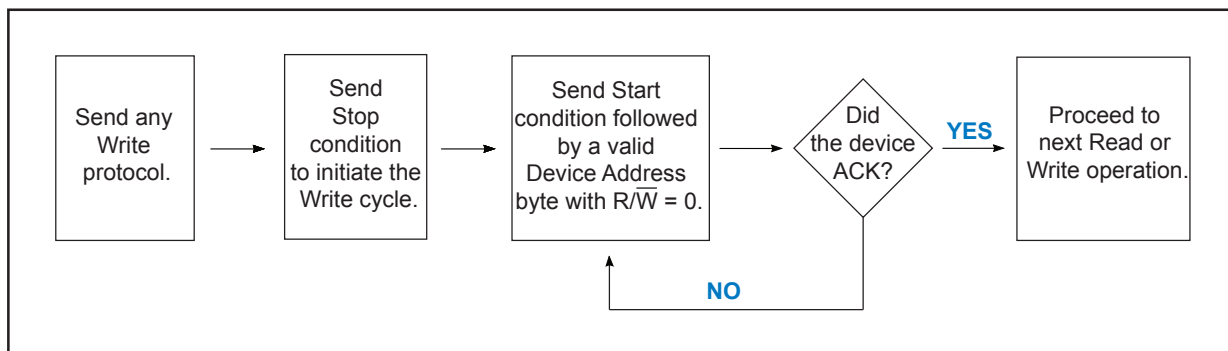 Send any
Write
protocol.
Send
Stop
condition
to initiate the
Write cycle.
Send Start
condition followed
by a valid
Device Address
byte with R/W̅ = 0.
Did
the device
ACK?
YES
Proceed to
next Read or
Write operation.
NO